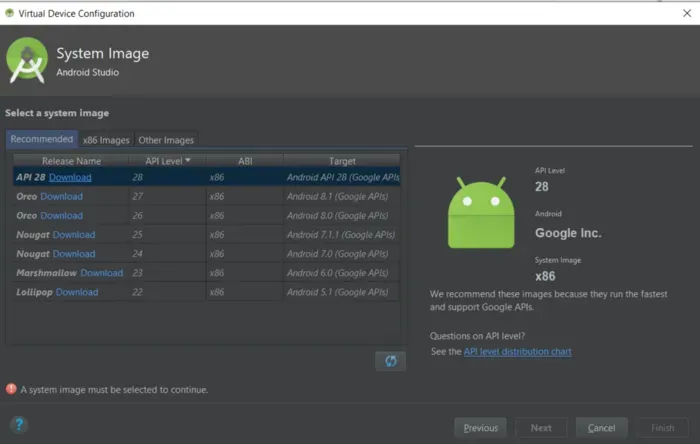 Virtual Device Configuration
System Image
Android Studio
Select a system image
Recommended x86 Images Other Images
Release Name API Level ABI Target
API 28 Download 28 x86 Android API 28 (Google APIs
Oreo Download 27 x86 Android 8.1 (Google APIs)
Oreo Download 26 x86 Android 8.0 (Google APIs)
Nougat Download 25 x86 Android 7.1.1 (Google APIs)
Nougat Download 24 x86 Android 7.0 (Google APIs)
Marshmallow Download 23 x86 Android 6.0 (Google APIs)
Lollipop Download 22 x86 Android 5.1 (Google APIs)
API Level
28
Android
Google Inc.
System Image
x86
We recommend these images because they run the fastest
and support Google APIs.
Questions on API level?
See the API level distribution chart
A system image must be selected to continue.
? Previous Next Cancel Finish